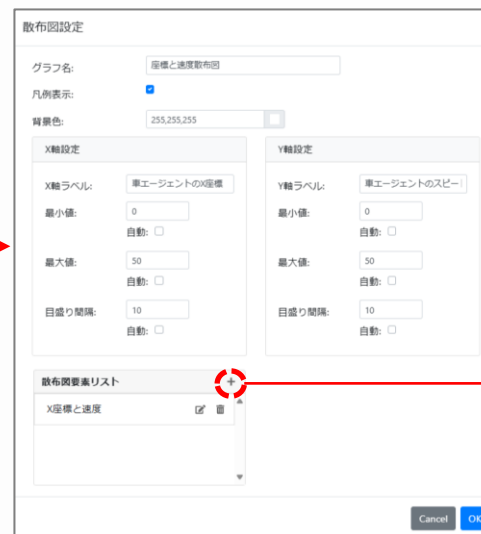 散布図設定
グラフ名: 座標と速度散布図
凡例表示:
背景色: 255,255,255
X軸設定
X軸ラベル: 車エージェントのX座標
最小値: 0
自動:
最大値: 50
自動:
目盛り間隔: 10
自動:
Y軸設定
Y軸ラベル: 車エージェントのスピー
最小値: 0
自動:
最大値: 50
自動:
目盛り間隔: 10
自動:
散布図要素リスト +
X座標と速度
Cancel OK